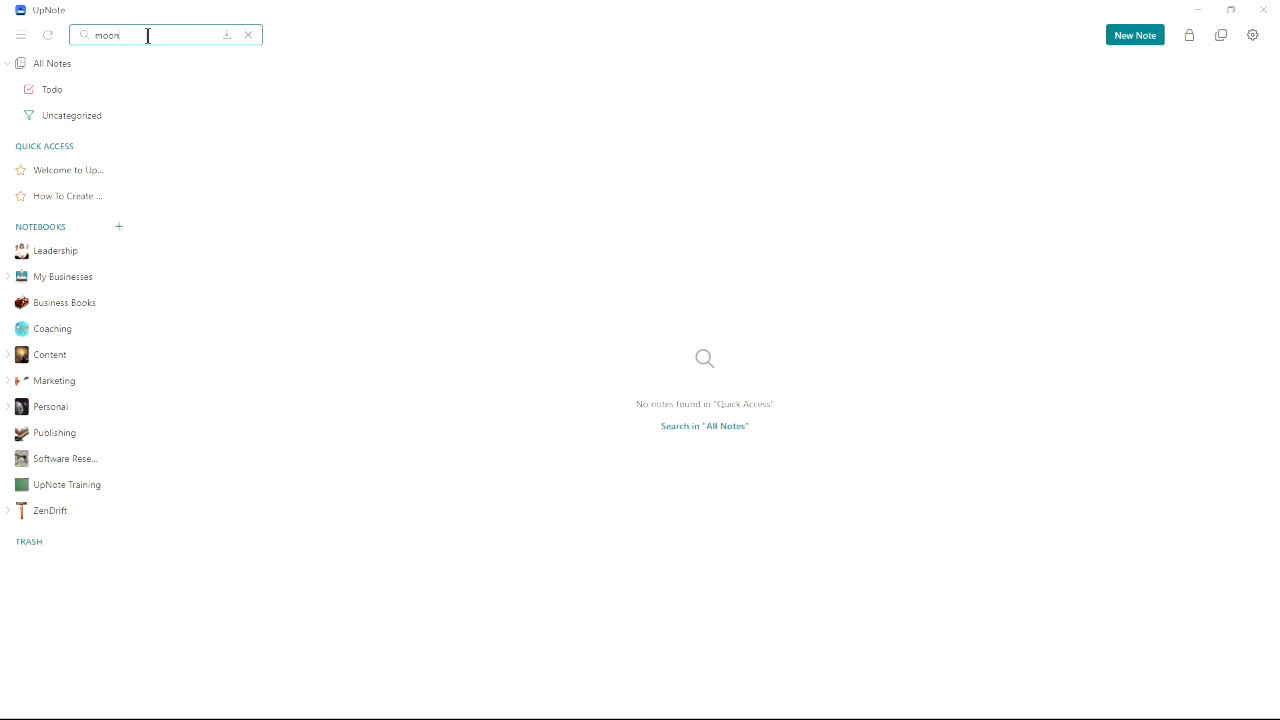 UpNote
moon
New Note
All Notes
Todo
Uncategorized
QUICK ACCESS
Welcome to Up...
How To Create ...
NOTEBOOKS
Leadership
My Businesses
Business Books
Coaching
Content
Marketing
Personal
Publishing
Software Rese...
UpNote Training
ZenDrift
TRASH
No notes found in "Quick Access"
Search in "All Notes"